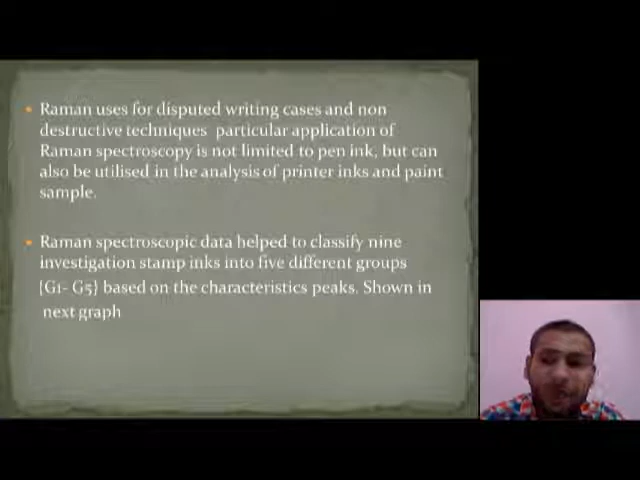 Raman uses for disputed writing cases and non
destructive techniques particular application of
Raman spectroscopy is not limited to pen ink, but can
also be utilised in the analysis of printer inks and paint
sample.
Raman spectroscopic data helped to classify nine
investigation stamp inks into five different groups
{G1- G5} based on the characteristics peaks. Shown in
next graph